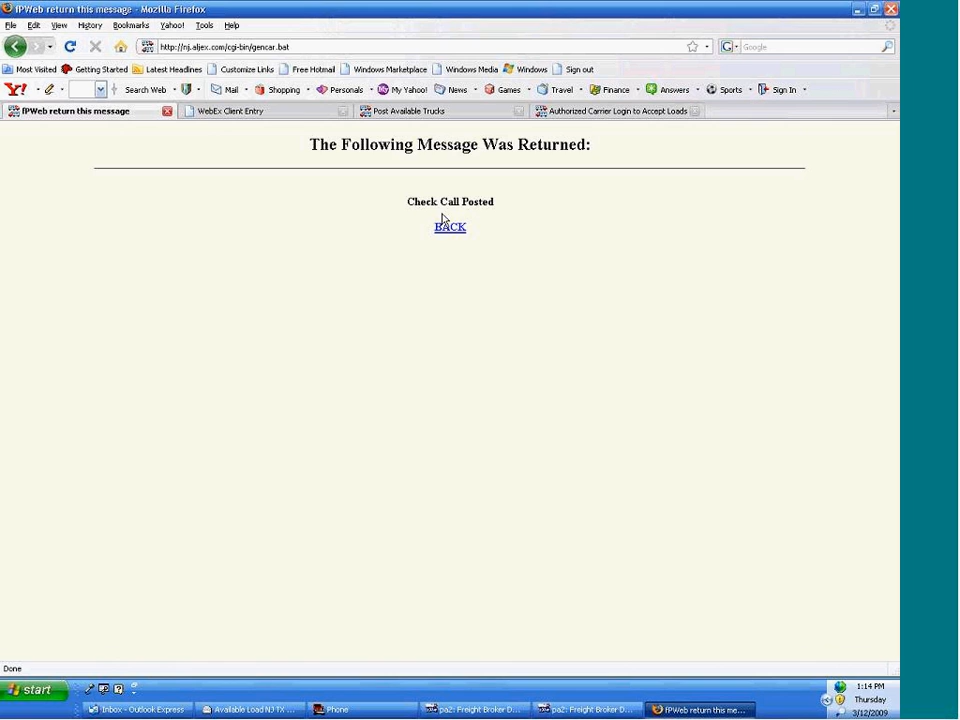 fPWeb return this message - Mozilla Firefox
File Edit View History Bookmarks Yahoo! Tools Help
http://nj.aljex.com/cgi-bin/gencar.bat
Google
Most Visited Getting Started Latest Headlines Customize Links Free Hotmail Windows Marketplace Windows Media Windows Sign out
Y! Search Web Mail Shopping Personals My Yahoo! News Games Travel Finance Answers Sports Sign In
fPWeb return this message WebEx Client Entry Post Available Trucks Authorized Carrier Login to Accept Loads
The Following Message Was Returned:
Check Call Posted
BACK
Done
start
1:14 PM
Thursday
3/12/2009
Inbox - Outlook Express Available Load NJ TX ... Phone pa2: Freight Broker D... pa2: Freight Broker D... fPWeb return this me...